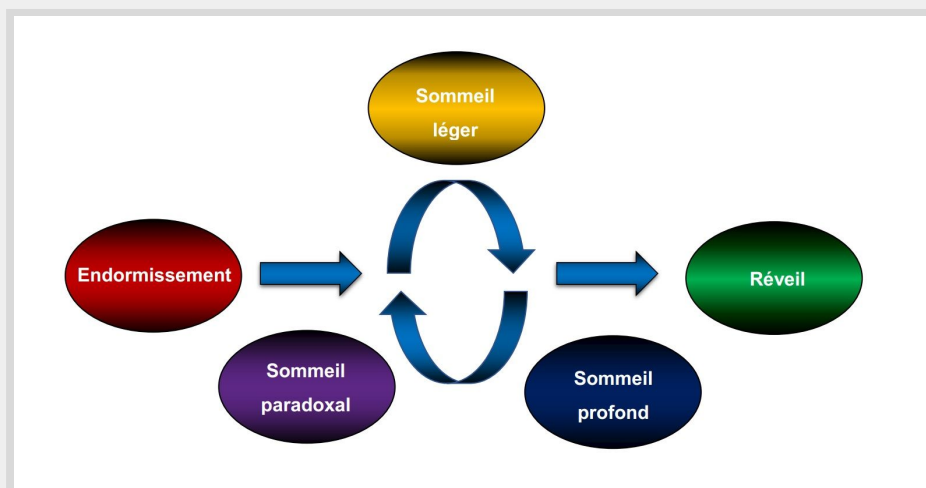 Sommeil
léger
Endormissement
Réveil
Sommeil
paradoxal
Sommeil
profond